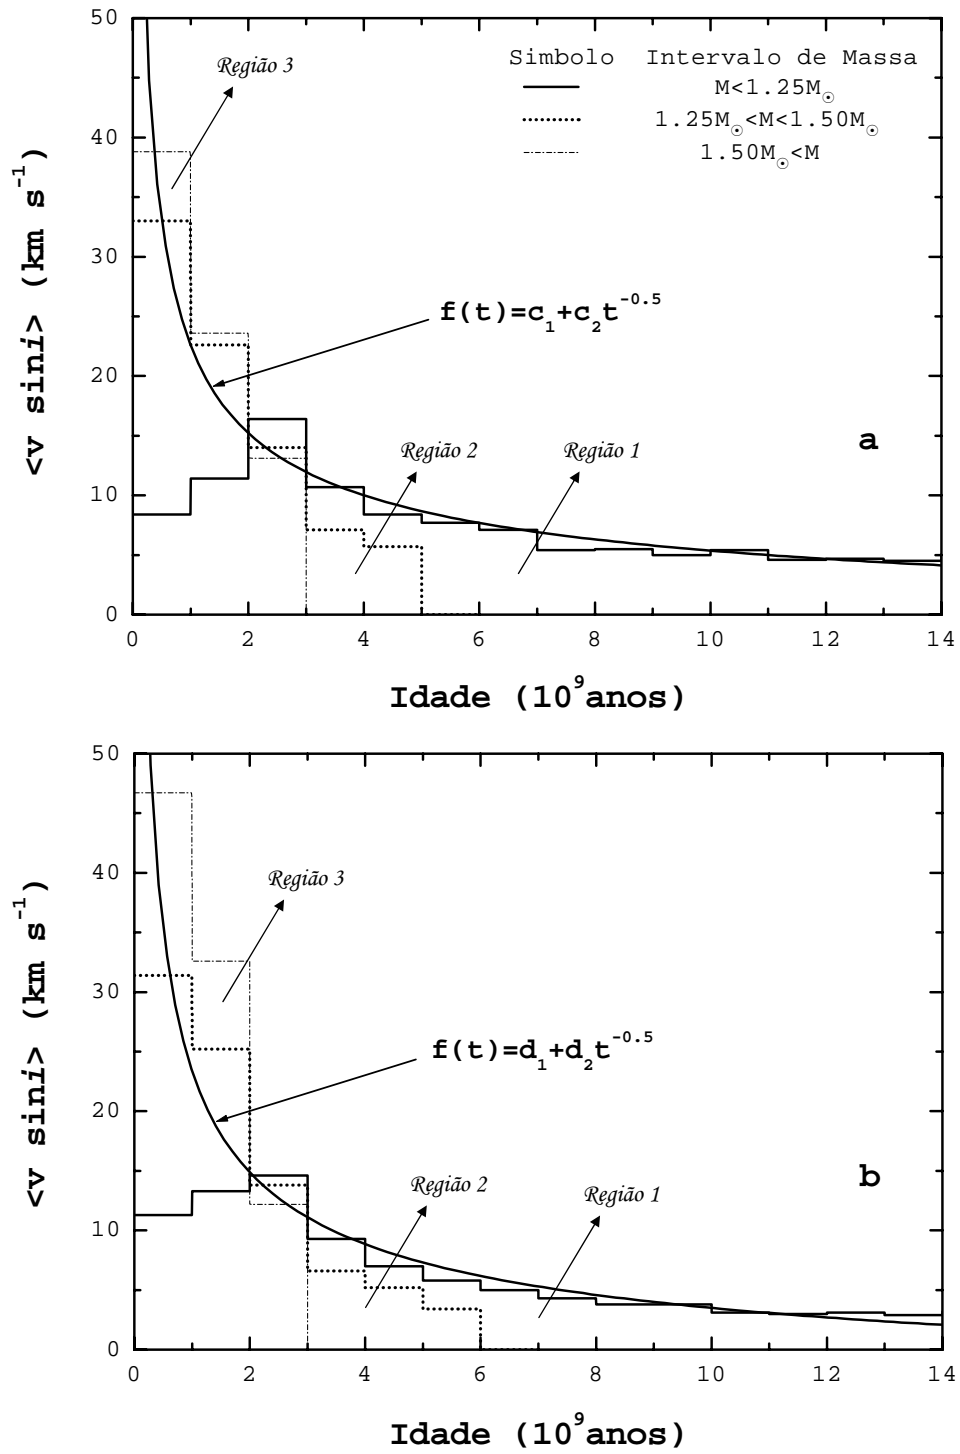 50
40
30
20
10
0
<v sini> (km s⁻¹)
Simbolo Intervalo de Massa
M<1.25M☉
1.25M☉<M<1.50M☉
1.50M☉<M
Região 3
f(t)=c₁+c₂t⁻⁰·⁵
Região 2
Região 1
a
0 2 4 6 8 10 12 14
Idade (10⁹anos)
50
40
30
20
10
0
<v sini> (km s⁻¹)
Região 3
f(t)=d₁+d₂t⁻⁰·⁵
Região 2
Região 1
b
0 2 4 6 8 10 12 14
Idade (10⁹anos)